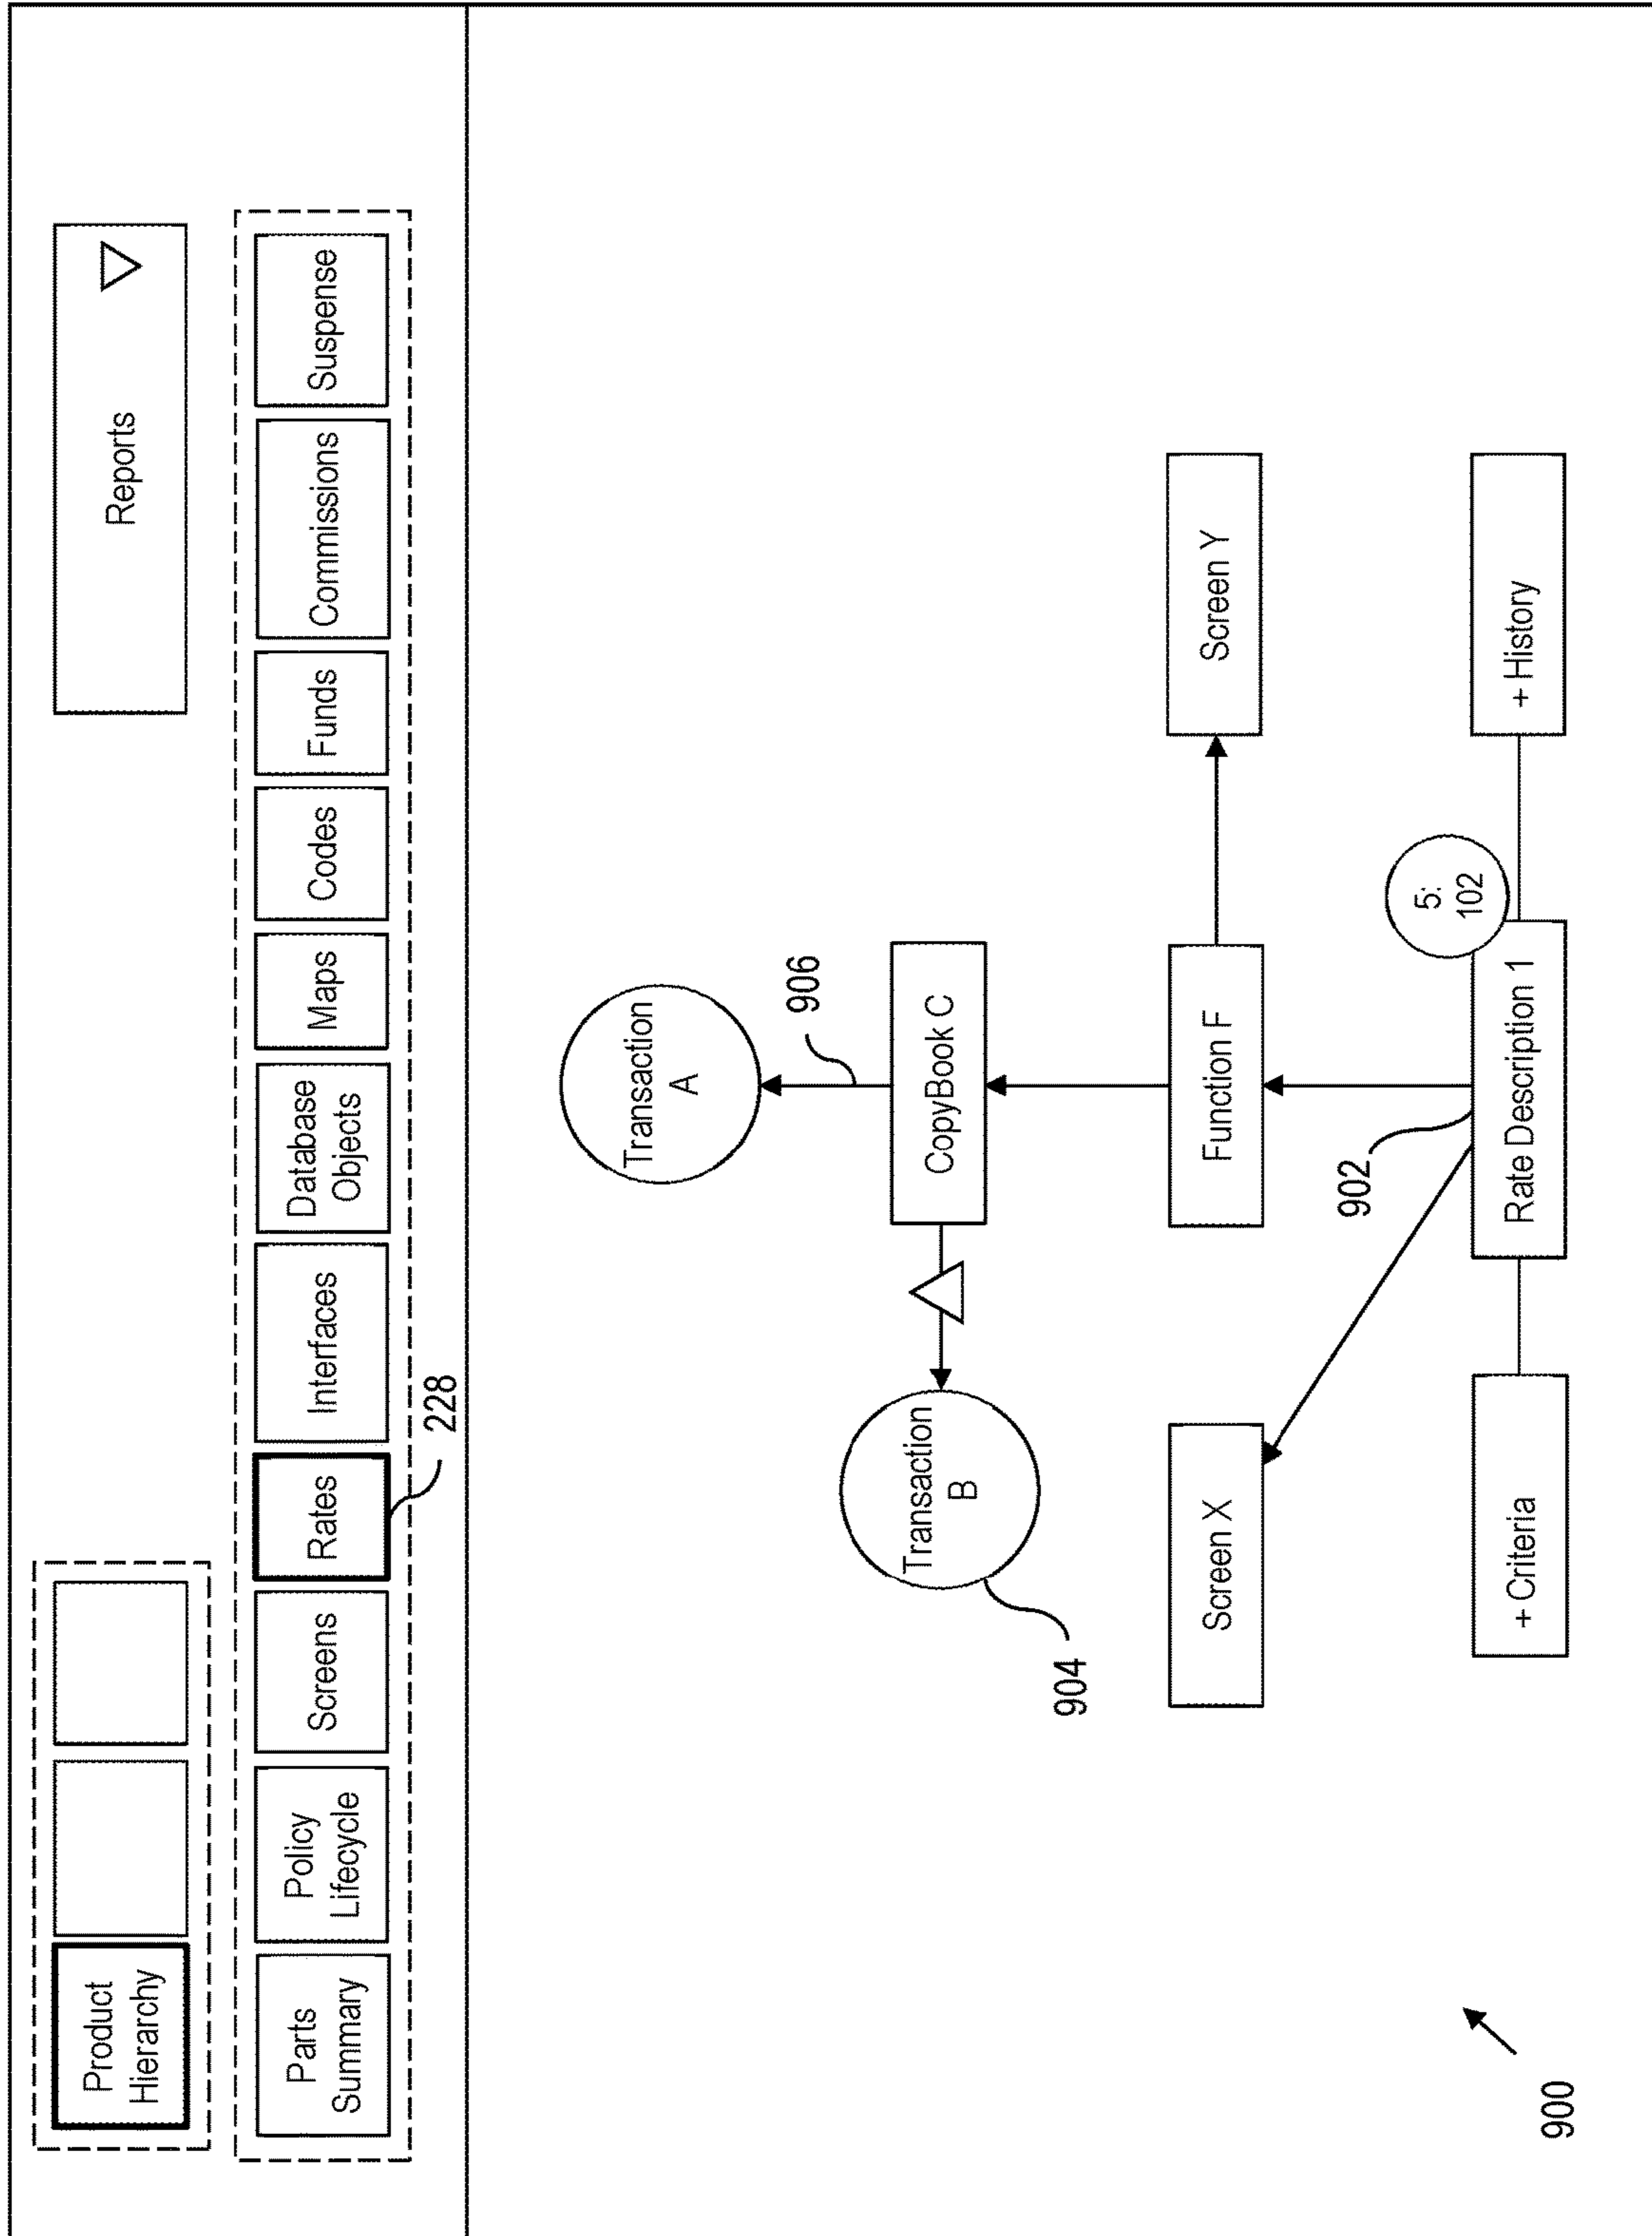 Product
Hierarchy
Reports
Parts
Summary
Policy
Lifecycle
Screens
Rates
Interfaces
Database
Objects
Maps
Codes
Funds
Commissions
Suspense
228
Transaction
A
906
Transaction
B
904
CopyBook C
Screen X
Function F
Screen Y
902
5:
102
+ Criteria
Rate Description 1
+ History
900